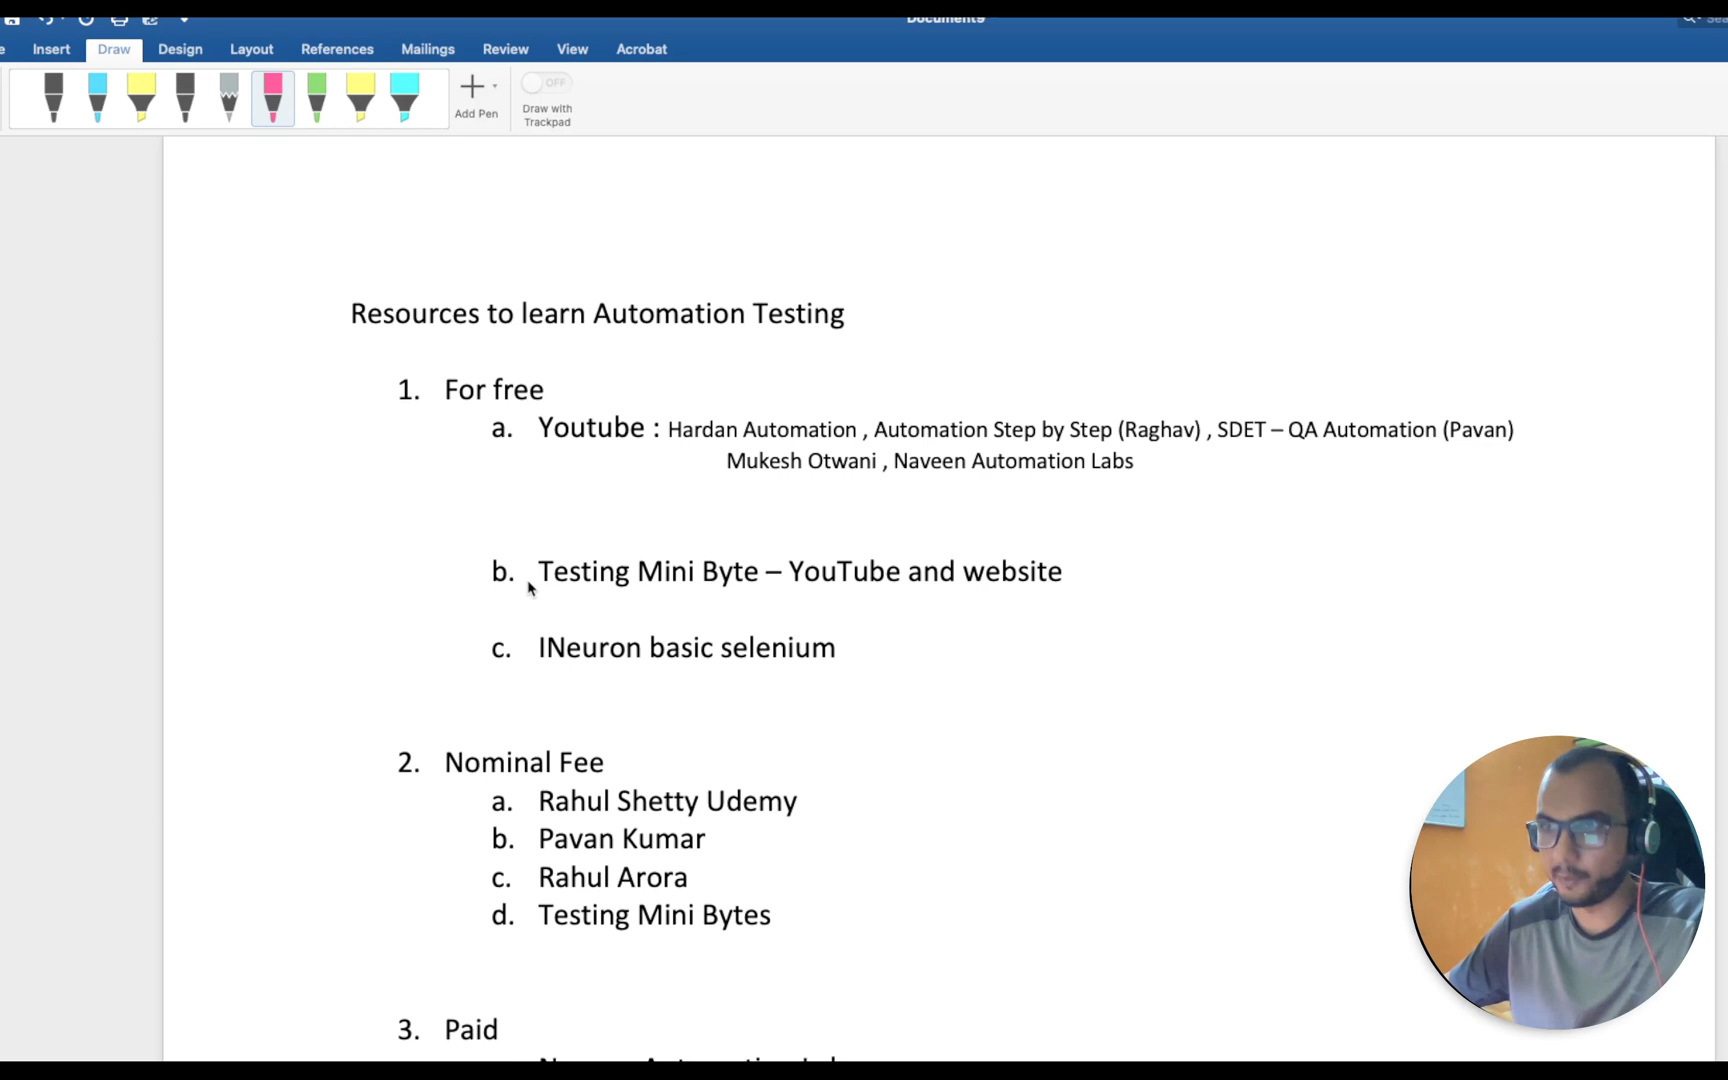 Insert Draw Design Layout References Mailings Review View Acrobat
OFF
Add Pen
Draw with
Trackpad
Resources to learn Automation Testing
1. For free
a. Youtube : Hardan Automation , Automation Step by Step (Raghav) , SDET – QA Automation (Pavan)
Mukesh Otwani , Naveen Automation Labs
b. Testing Mini Byte – YouTube and website
c. INeuron basic selenium
2. Nominal Fee
a. Rahul Shetty Udemy
b. Pavan Kumar
c. Rahul Arora
d. Testing Mini Bytes
3. Paid